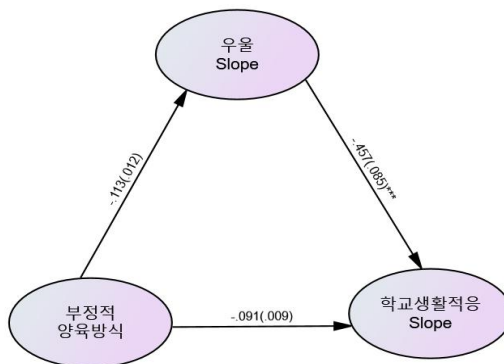 우울
Slope
-.113(.012)
-.457(.085)***
부정적
양육방식
-.091(.009)
학교생활적응
Slope